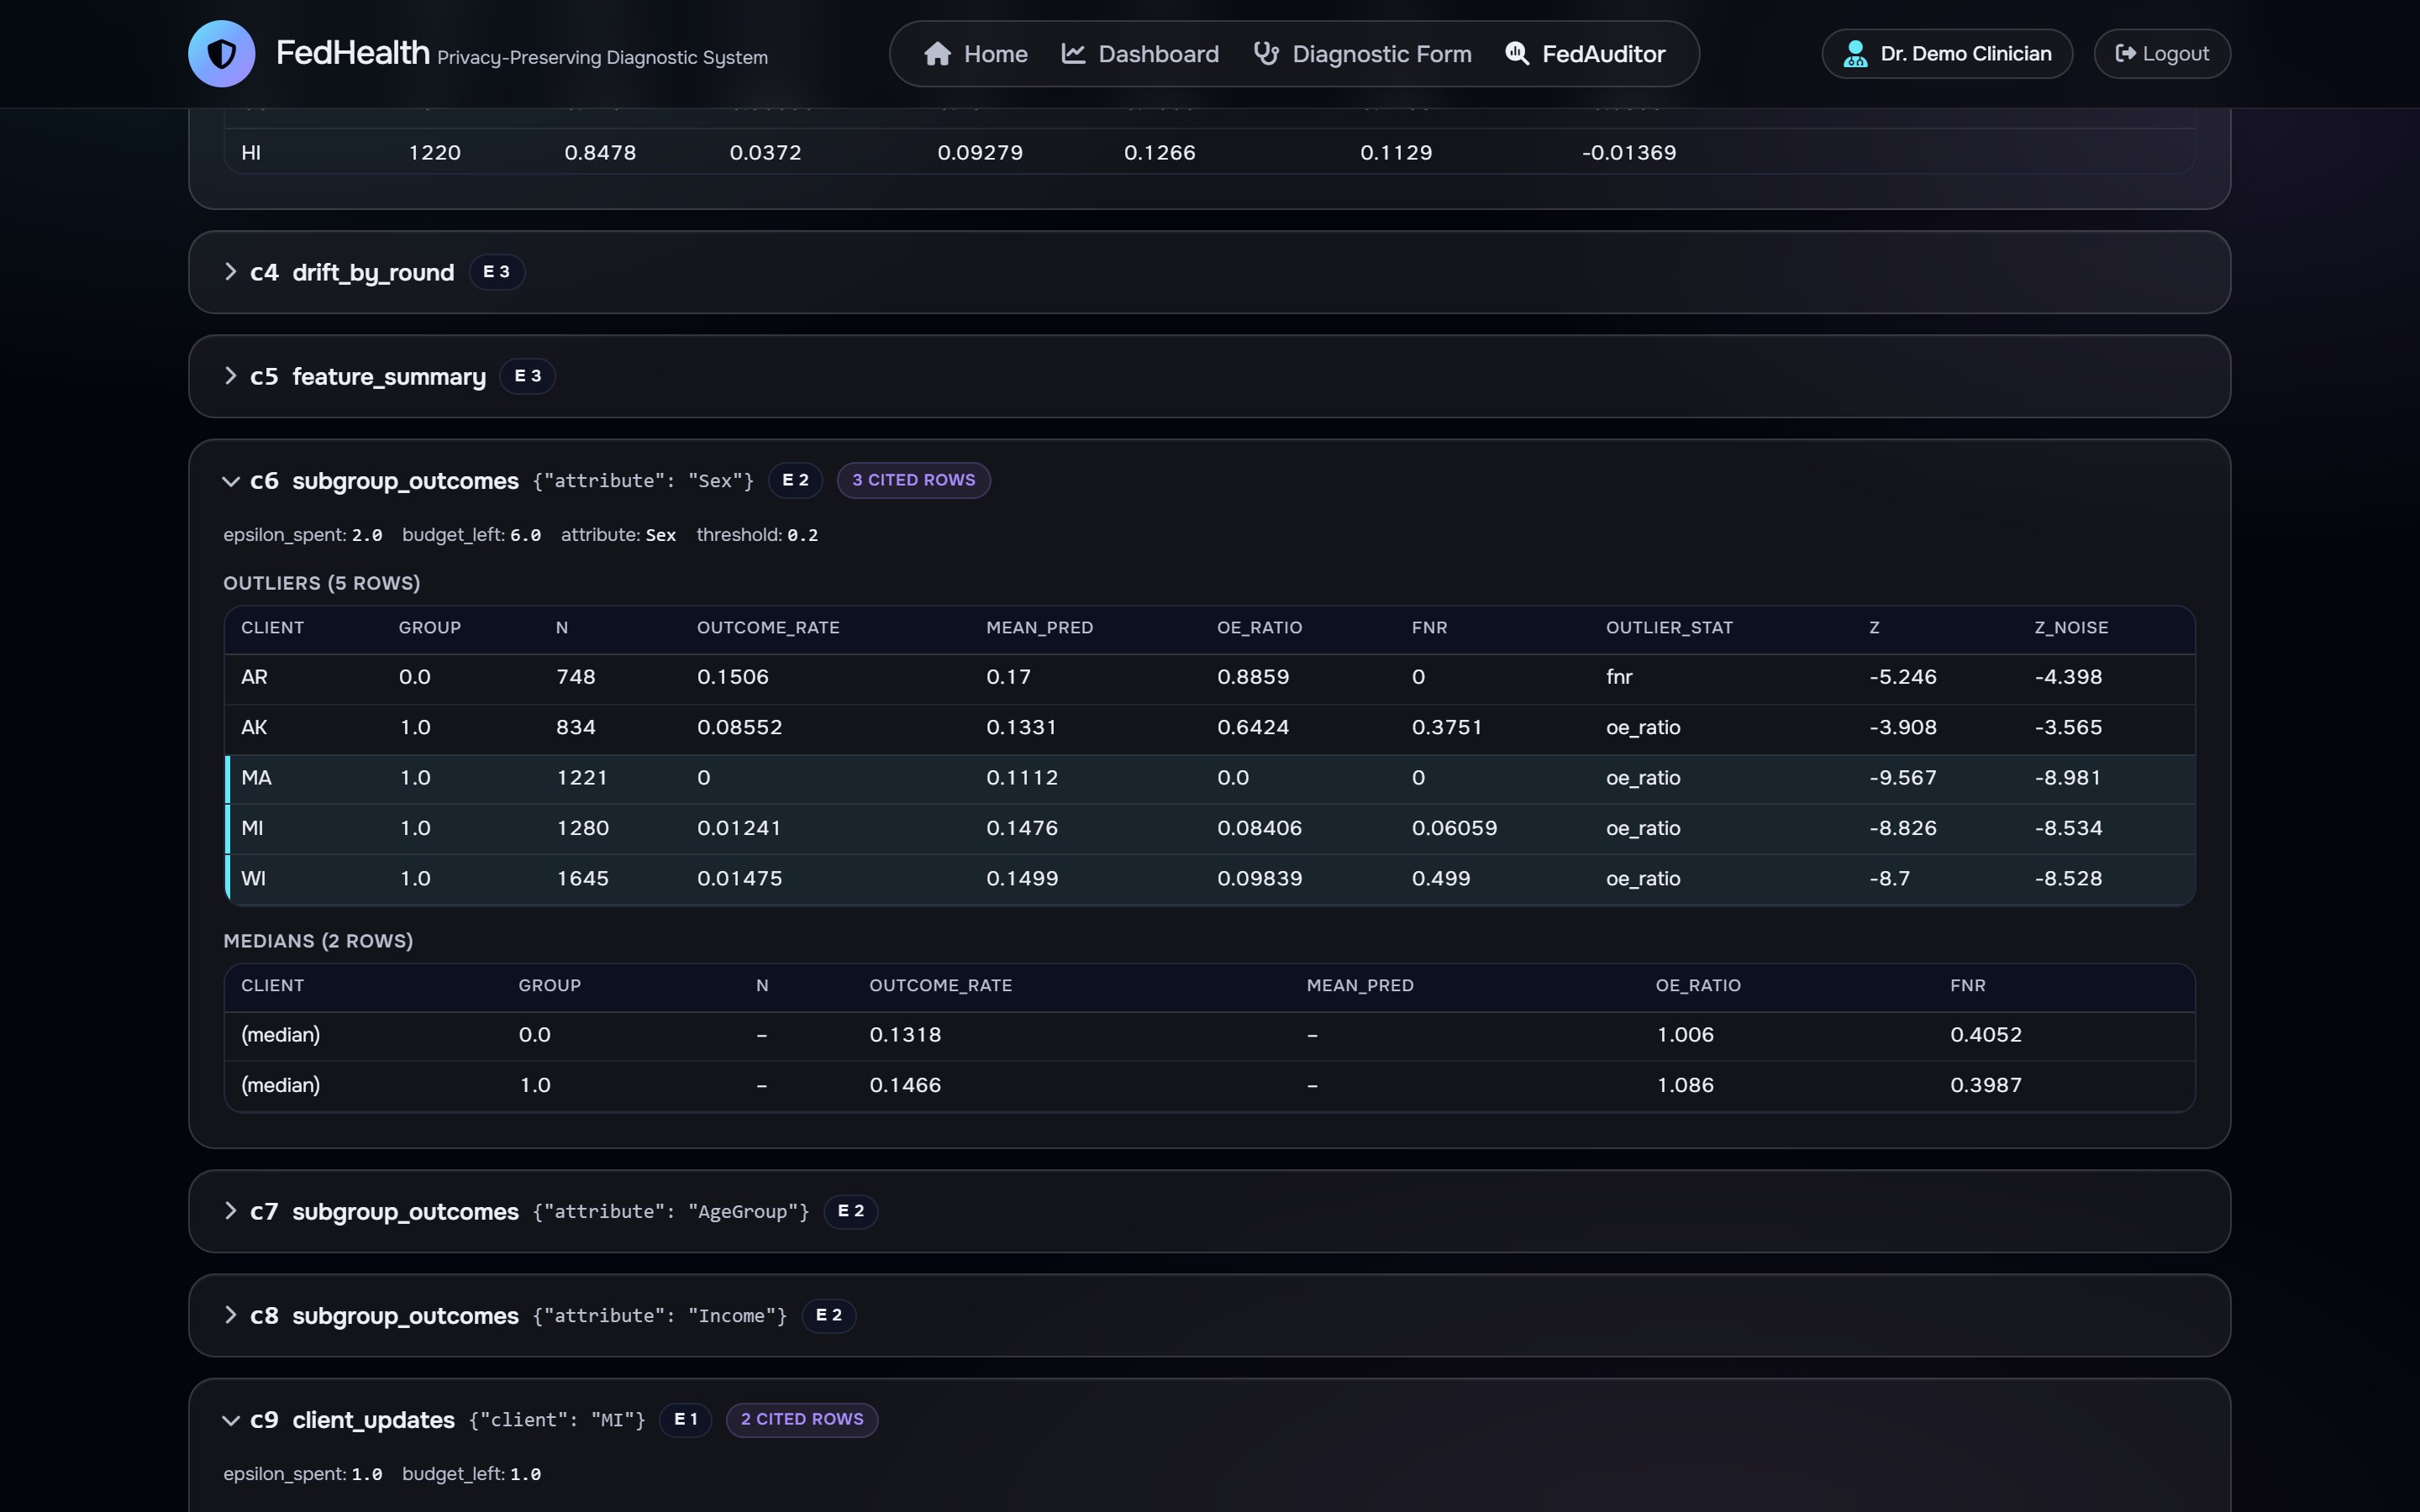 FedHealth Privacy-Preserving Diagnostic System Home Dashboard Diagnostic Form FedAuditor Dr. Demo Clinician Logout
HI 1220 0.8478 0.0372 0.09279 0.1266 0.1129 -0.01369
c4 drift_by_round E 3
c5 feature_summary E 3
c6 subgroup_outcomes {"attribute": "Sex"} E 2 3 CITED ROWS
epsilon_spent: 2.0 budget_left: 6.0 attribute: Sex threshold: 0.2
OUTLIERS (5 ROWS)
CLIENT GROUP N OUTCOME_RATE MEAN_PRED OE_RATIO FNR OUTLIER_STAT Z Z_NOISE
AR 0.0 748 0.1506 0.17 0.8859 0 fnr -5.246 -4.398
AK 1.0 834 0.08552 0.1331 0.6424 0.3751 oe_ratio -3.908 -3.565
MA 1.0 1221 0 0.1112 0.0 0 oe_ratio -9.567 -8.981
MI 1.0 1280 0.01241 0.1476 0.08406 0.06059 oe_ratio -8.826 -8.534
WI 1.0 1645 0.01475 0.1499 0.09839 0.499 oe_ratio -8.7 -8.528
MEDIANS (2 ROWS)
CLIENT GROUP N OUTCOME_RATE MEAN_PRED OE_RATIO FNR
(median) 0.0 – 0.1318 – 1.006 0.4052
(median) 1.0 – 0.1466 – 1.086 0.3987
c7 subgroup_outcomes {"attribute": "AgeGroup"} E 2
c8 subgroup_outcomes {"attribute": "Income"} E 2
c9 client_updates {"client": "MI"} E 1 2 CITED ROWS
epsilon_spent: 1.0 budget_left: 1.0